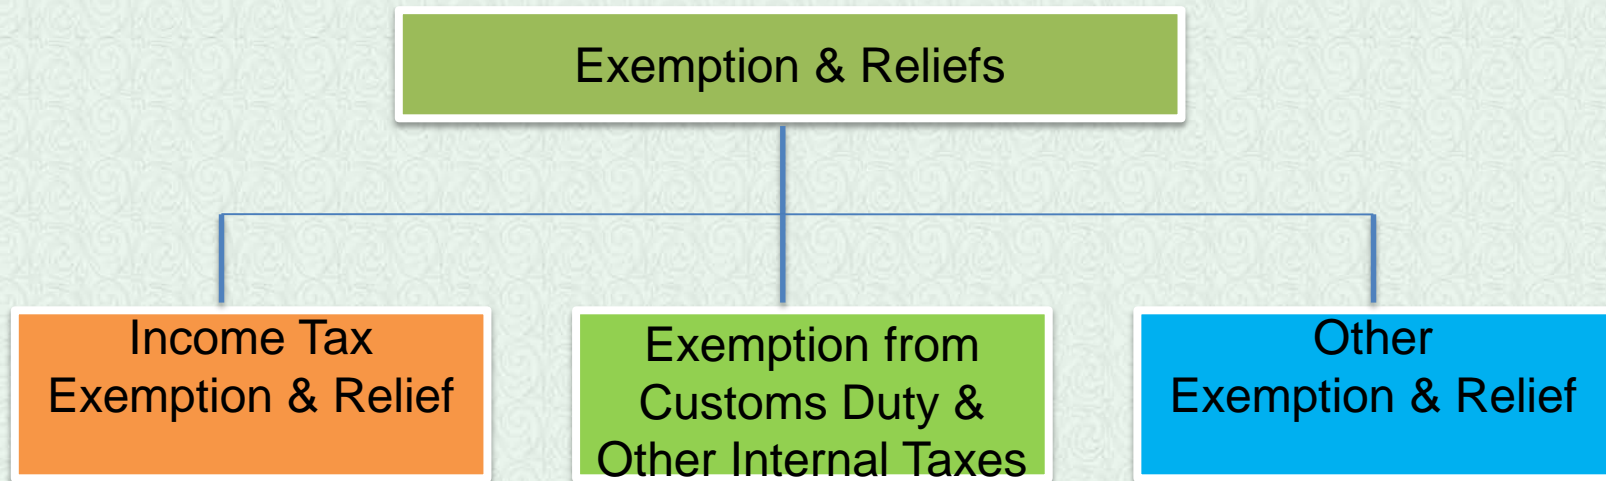 Exemption & Reliefs
Income Tax
Exemption & Relief
Exemption from
Customs Duty &
Other Internal Taxes
Other
Exemption & Relief